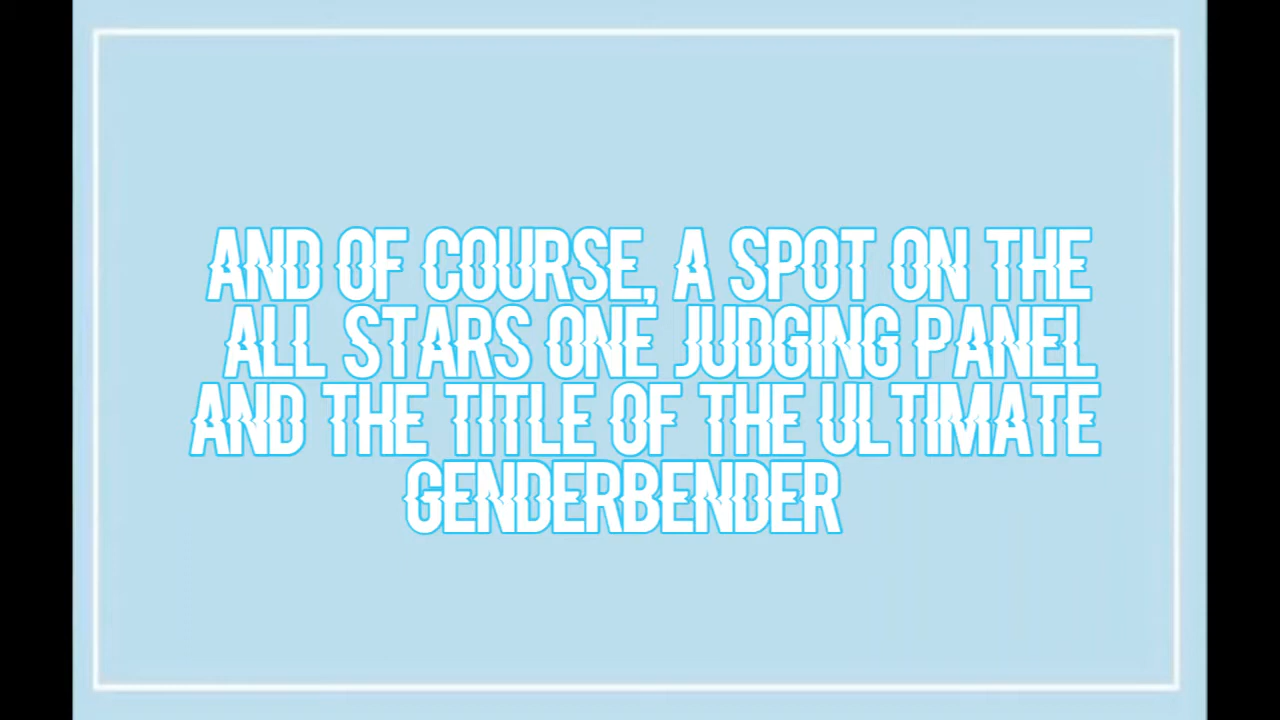 AND OF COURSE, A SPOT ON THE
ALL STARS ONE JUDGING PANEL
AND THE TITLE OF THE ULTIMATE
GENDERBENDER